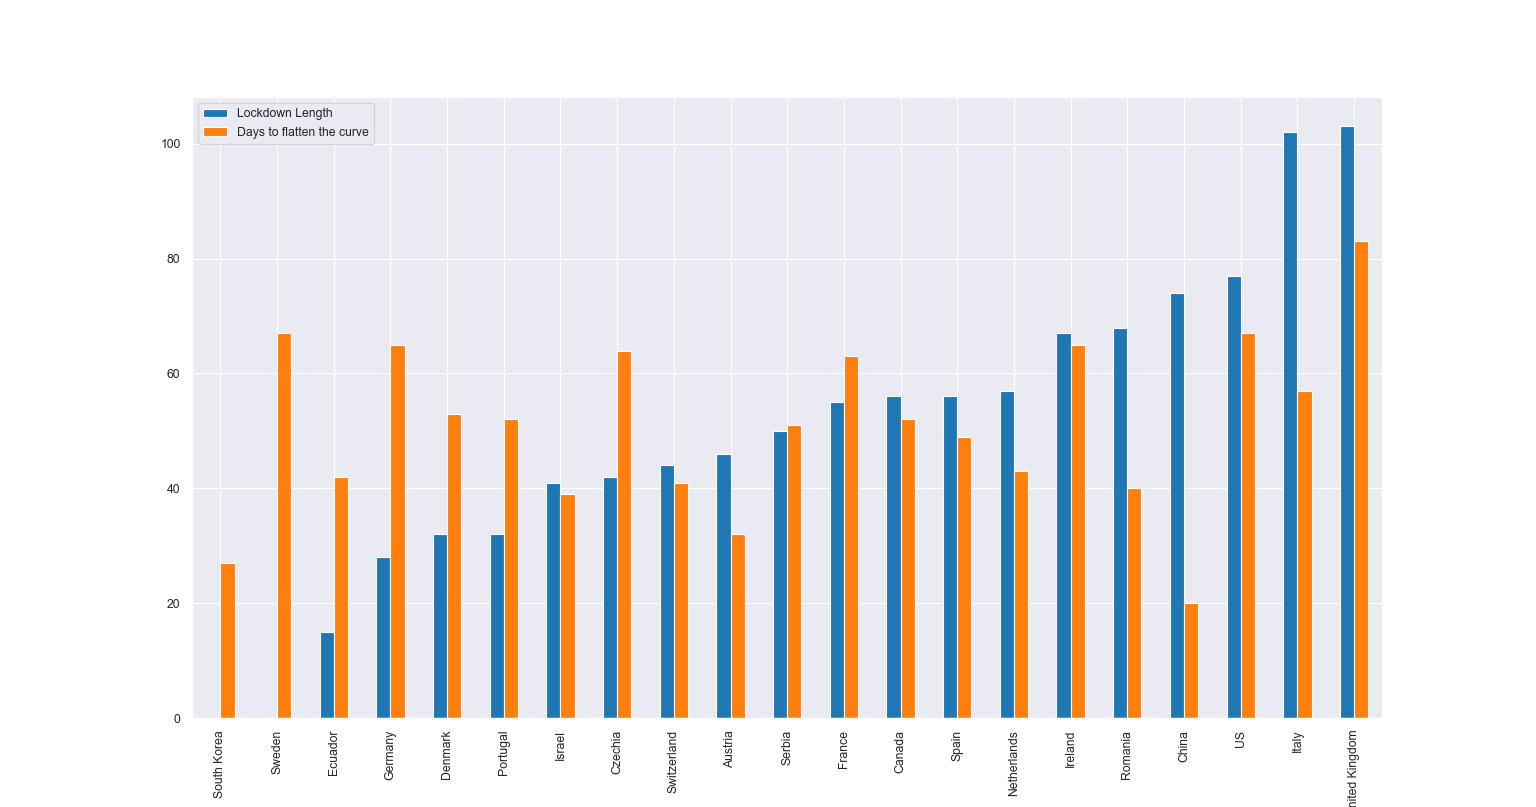 Lockdown Length
Days to flatten the curve
100
80
60
40
20
0
South Korea
Sweden
Ecuador
Germany
Denmark
Portugal
Israel
Czechia
Switzerland
Austria
Serbia
France
Canada
Spain
Netherlands
Ireland
Romania
China
US
Italy
nited Kingdom